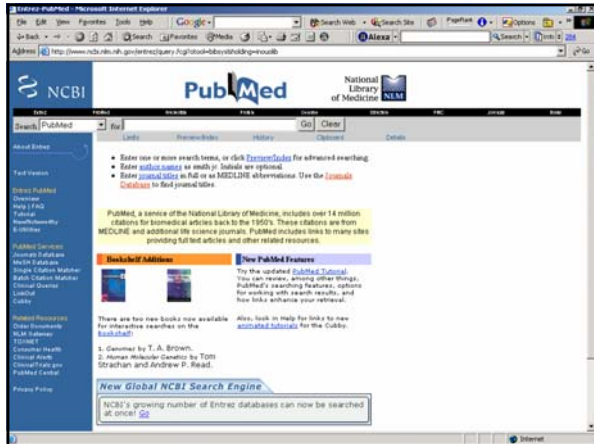 Entrez-PubMed - Microsoft Internet Explorer
File Edit View Favorites Tools Help
Google
Search Web
Search Site
PageRank
Options
Back
Search
Favorites
Media
Alexa
Search
Info
Address
Go
NCBI
PubMed
National
Library
of Medicine
NLM
Search PubMed for Go Clear
Limits Preview/Index History Clipboard Details
About Entrez
Text Version
Entrez PubMed
Overview
Help | FAQ
Tutorial
New/Noteworthy
E-Utilities
PubMed Services
Journals Database
MeSH Database
Single Citation Matcher
Batch Citation Matcher
Clinical Queries
LinkOut
Cubby
Related Resources
Order Documents
NLM Gateway
TOXNET
Consumer Health
Clinical Alerts
ClinicalTrials.gov
PubMed Central
Privacy Policy
Enter one or more search terms, or click Preview/Index for advanced searching.
Enter author names as smith jc. Initials are optional.
Enter journal titles in full or as MEDLINE abbreviations. Use the Journals
Database to find journal titles.
PubMed, a service of the National Library of Medicine, includes over 14 million
citations for biomedical articles back to the 1950's. These citations are from
MEDLINE and additional life science journals. PubMed includes links to many sites
providing full text articles and other related resources.
Bookshelf Additions
There are two new books now available
for interactive searches on the
Bookshelf:
1. Genomes by T. A. Brown.
2. Human Molecular Genetics by Tom
Strachan and Andrew P. Read.
New PubMed Features
Try the updated PubMed Tutorial.
You can review, among other things,
PubMed's searching features, options
for working with search results, and
how links enhance your retrieval.
Also, look in Help for links to new
animated tutorials for the Cubby.
New Global NCBI Search Engine
NCBI's growing number of Entrez databases can now be searched
at once! Go
Internet